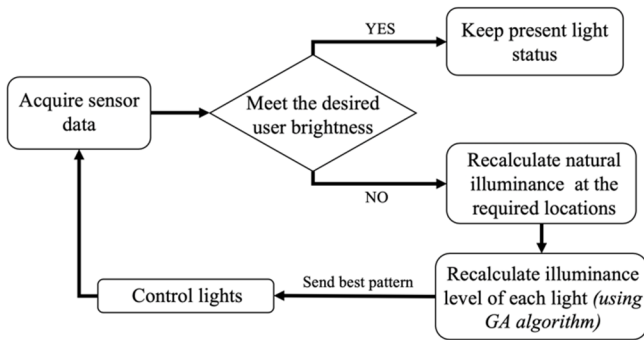 YES
Keep present light
status
Acquire sensor
data
Meet the desired
user brightness
NO
Recalculate natural
illuminance at the
required locations
Recalculate illuminance
level of each light (using
GA algorithm)
Send best pattern
Control lights